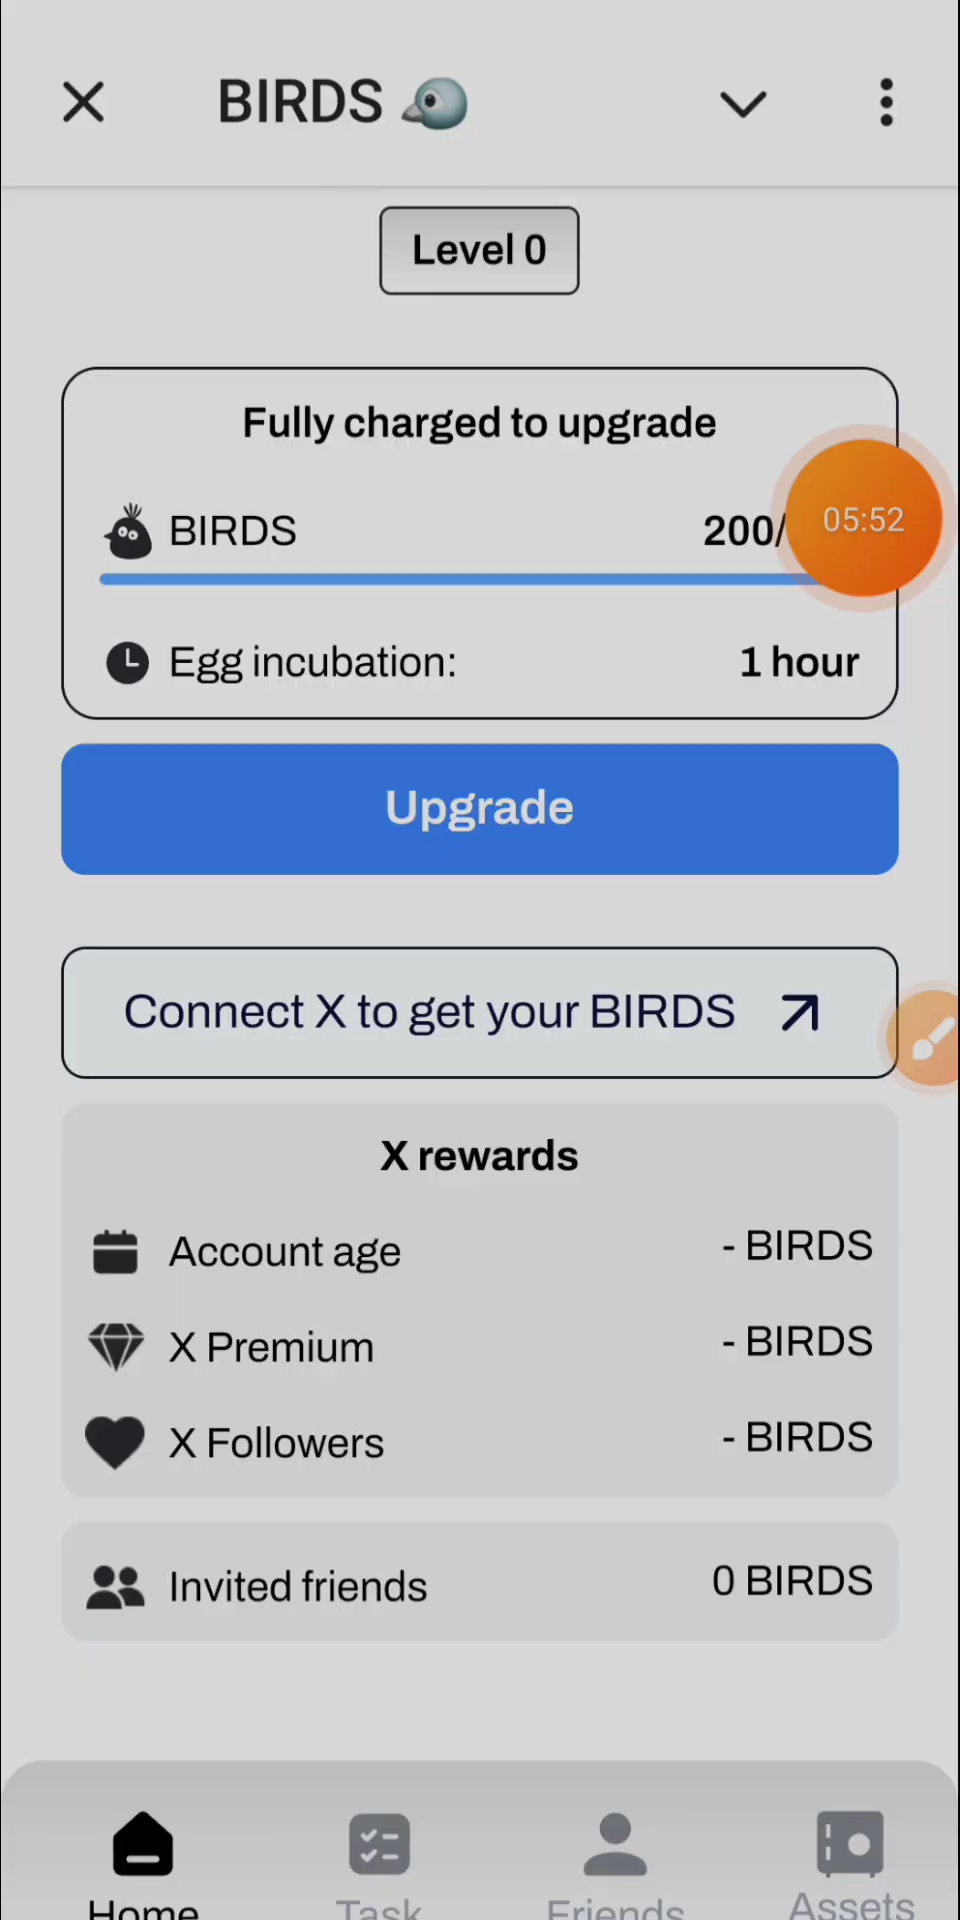 BIRDS
Level 0
Fully charged to upgrade
BIRDS 200/
05:52
Egg incubation: 1 hour
Upgrade
Connect X to get your BIRDS
X rewards
Account age - BIRDS
X Premium - BIRDS
X Followers - BIRDS
Invited friends 0 BIRDS
Home Task Friends Assets